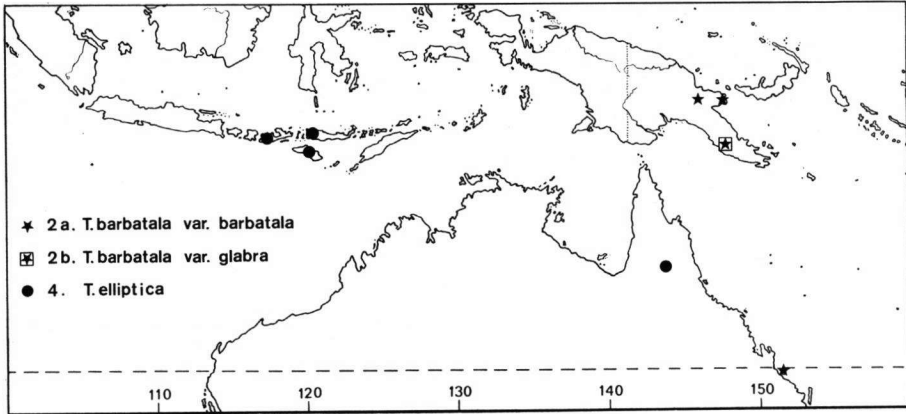 2a. T.barbatala var. barbatala
2b. T.barbatala var. glabra
4. T.elliptica
110 120 130 140 150